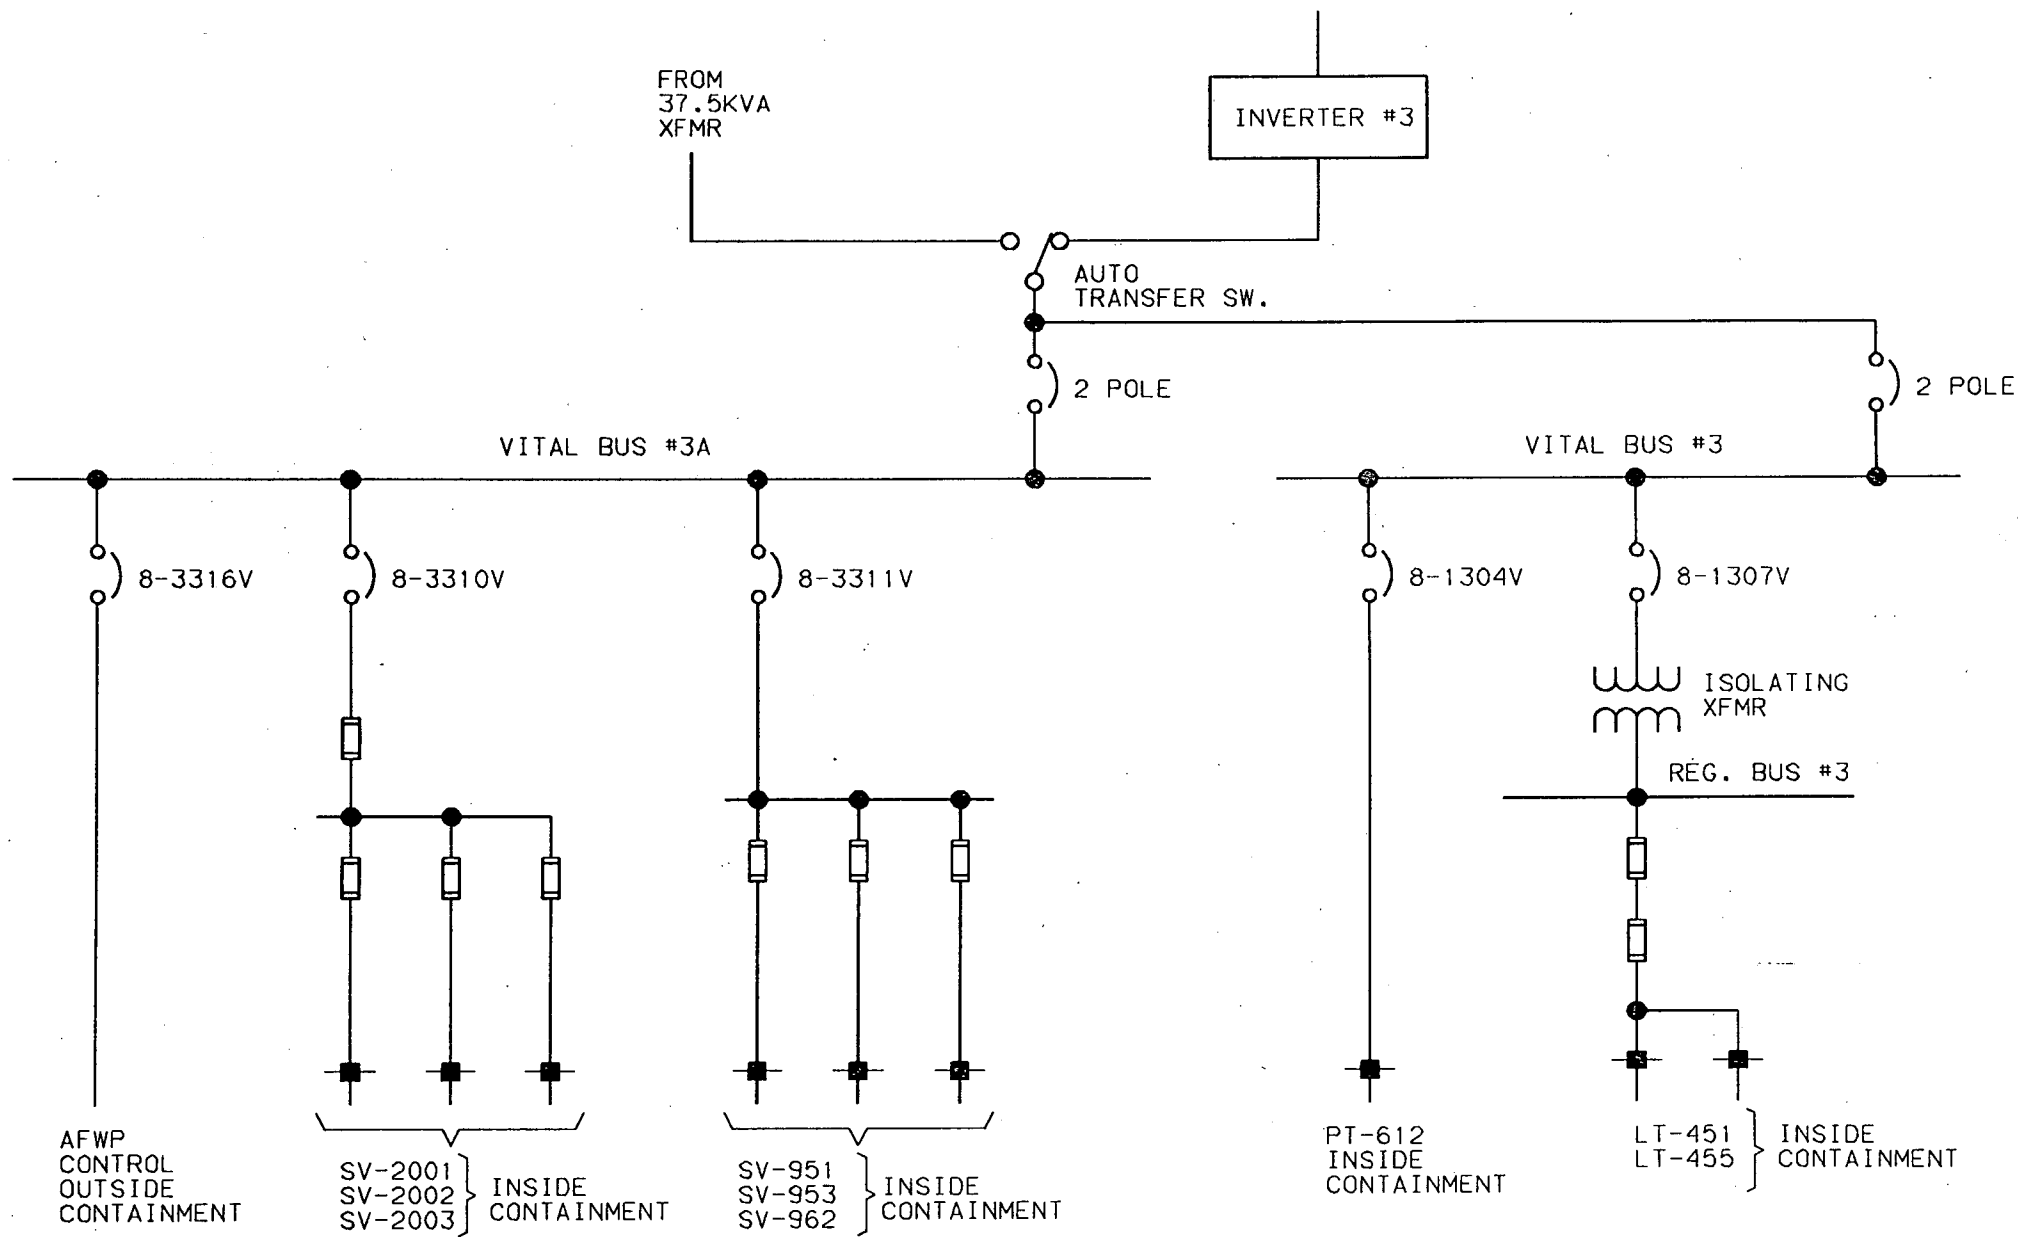 FROM
37.5KVA
XFMR
INVERTER #3
AUTO
TRANSFER SW.
2 POLE
2 POLE
VITAL BUS #3A
VITAL BUS #3
8-3316V
8-3310V
8-3311V
8-1304V
8-1307V
ISOLATING
XFMR
REG. BUS #3
AFWP
CONTROL
OUTSIDE
CONTAINMENT
SV-2001
SV-2002
SV-2003
INSIDE
CONTAINMENT
SV-951
SV-953
SV-962
INSIDE
CONTAINMENT
PT-612
INSIDE
CONTAINMENT
LT-451
LT-455
INSIDE
CONTAINMENT